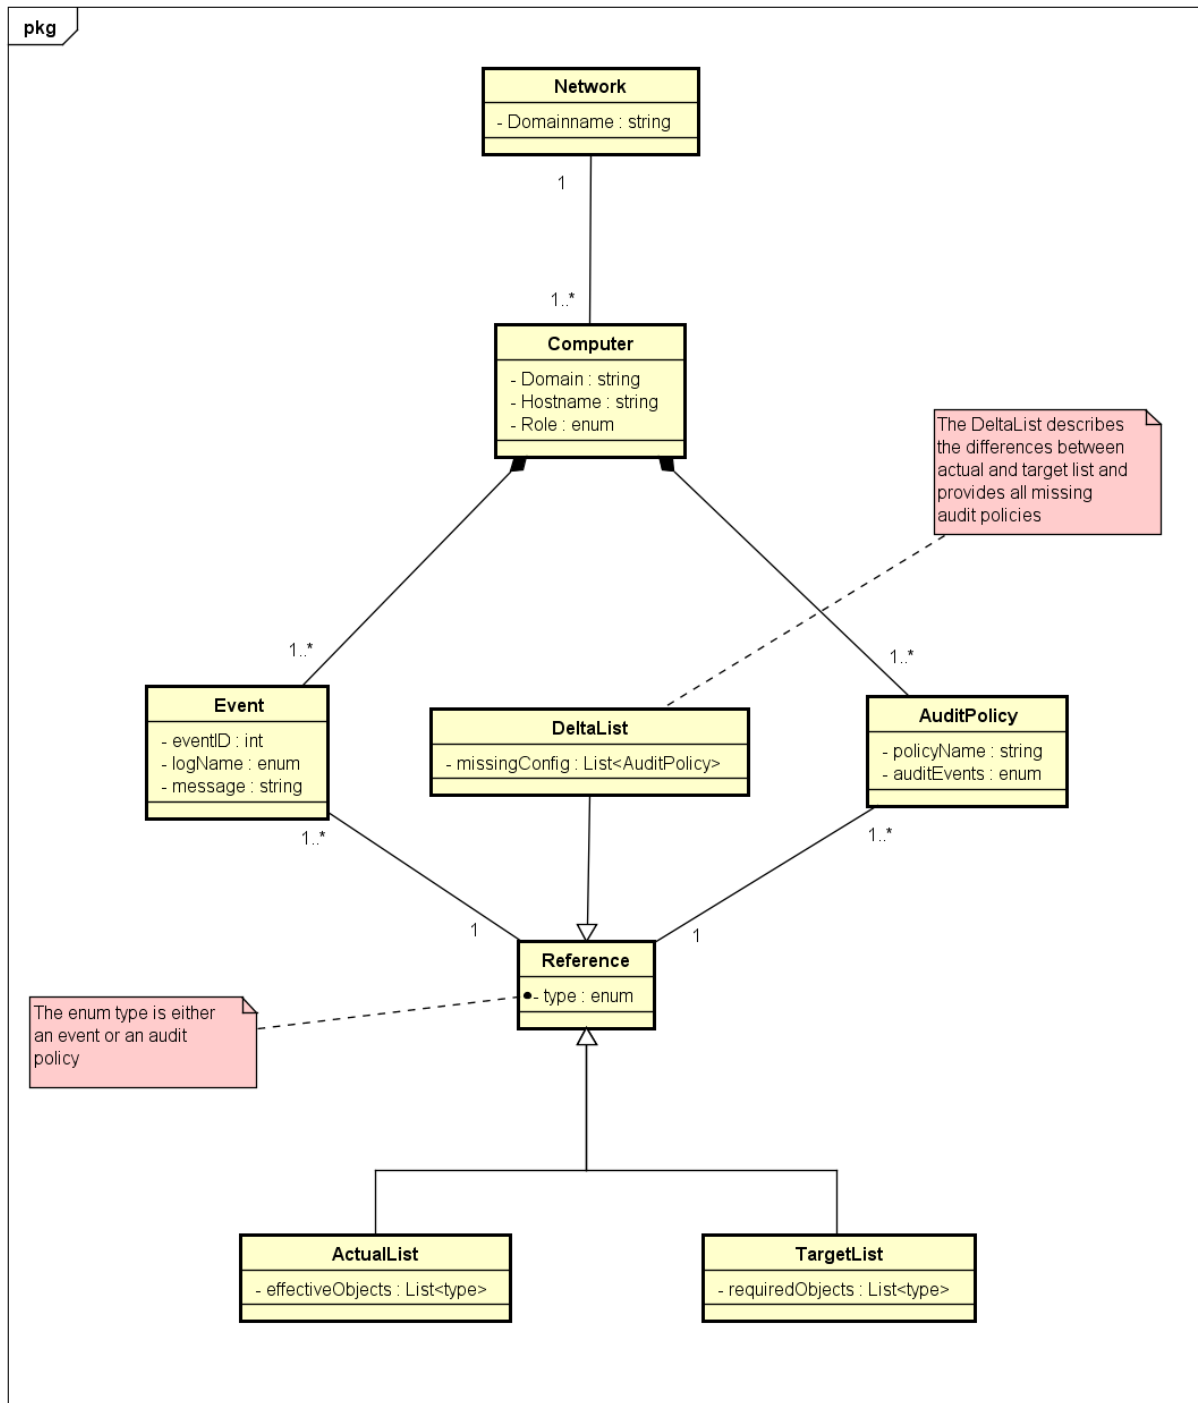 pkg
Network
- Domainname : string
1
1..*
Computer
- Domain : string
- Hostname : string
- Role : enum
The DeltaList describes
the differences between
actual and target list and
provides all missing
audit policies
1..*
1..*
Event
- eventID : int
- logName : enum
- message : string
DeltaList
- missingConfig : List<AuditPolicy>
AuditPolicy
- policyName : string
- auditEvents : enum
1..*
1..*
1
1
Reference
- type : enum
The enum type is either
an event or an audit
policy
ActualList
- effectiveObjects : List<type>
TargetList
- requiredObjects : List<type>